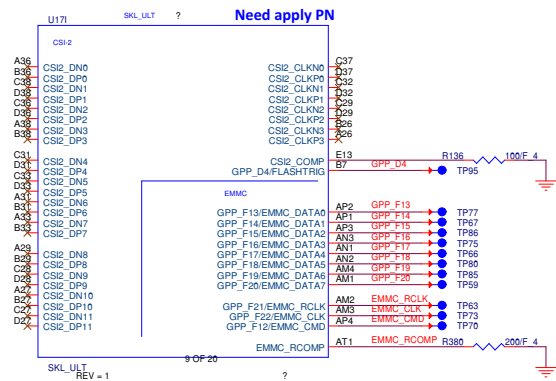 Need apply PN
U17I SKL_ULT ?
CSI-2
A36 CSI2_DN0 CSI2_CLKN0 C37
B36 CSI2_DP0 CSI2_CLKP0 D37
C38 CSI2_DN1 CSI2_CLKN1 C32
D38 CSI2_DP1 CSI2_CLKP1 D32
C36 CSI2_DN2 CSI2_CLKN2 C29
D36 CSI2_DP2 CSI2_CLKP2 D29
A38 CSI2_DN3 CSI2_CLKN3 B26
B38 CSI2_DP3 CSI2_CLKP3 A26
C31 CSI2_DN4 CSI2_COMP E13 R136 100/F_4
D31 CSI2_DP4 GPP_D4/FLASHTRIG B7 GPP_D4 TP95
C33 CSI2_DN5
D33 CSI2_DP5
A31 CSI2_DN6 EMMC
B31 CSI2_DP6 GPP_F13/EMMC_DATA0 AP2 GPP_F13 TP77
A33 CSI2_DN7 GPP_F14/EMMC_DATA1 AP1 GPP_F14 TP67
B33 CSI2_DP7 GPP_F15/EMMC_DATA2 AP3 GPP_F15 TP86
GPP_F16/EMMC_DATA3 AN3 GPP_F16 TP75
A29 CSI2_DN8 GPP_F17/EMMC_DATA4 AN1 GPP_F17 TP66
B29 CSI2_DP8 GPP_F18/EMMC_DATA5 AN2 GPP_F18 TP80
C28 CSI2_DN9 GPP_F19/EMMC_DATA6 AM4 GPP_F19 TP85
D28 CSI2_DP9 GPP_F20/EMMC_DATA7 AM1 GPP_F20 TP59
A27 CSI2_DN10
B27 CSI2_DP10 GPP_F21/EMMC_RCLK AM2 EMMC_RCLK TP63
C27 CSI2_DN11 GPP_F22/EMMC_CLK AM3 EMMC_CLK TP73
D27 CSI2_DP11 GPP_F12/EMMC_CMD AP4 EMMC_CMD TP70
EMMC_RCOMP AT1 EMMC_RCOMP R380 200/F_4
9 OF 20
SKL_ULT
REV = 1 ?